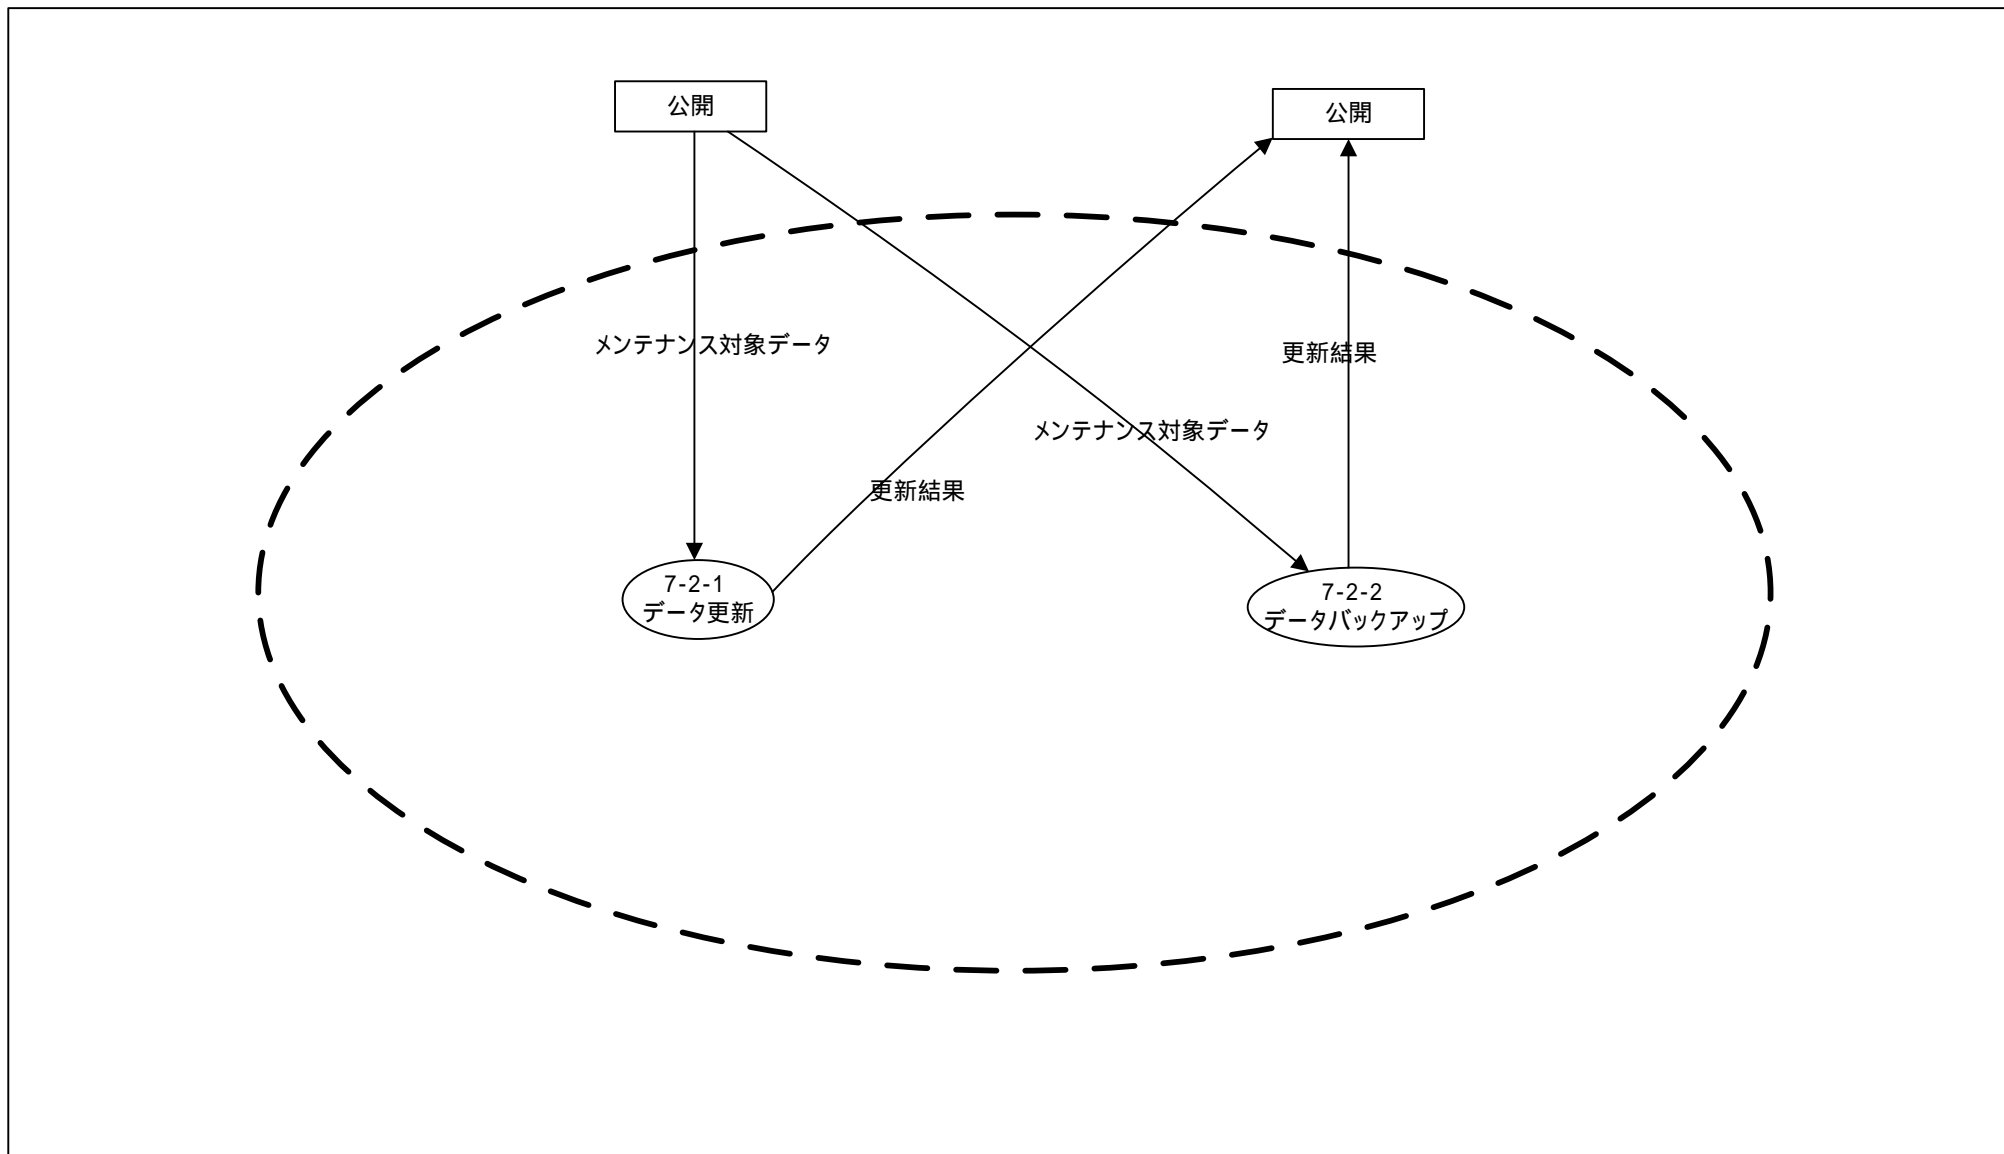 公開
公開
メンテナンス対象データ
更新結果
メンテナンス対象データ
更新結果
7-2-1
データ更新
7-2-2
データバックアップ